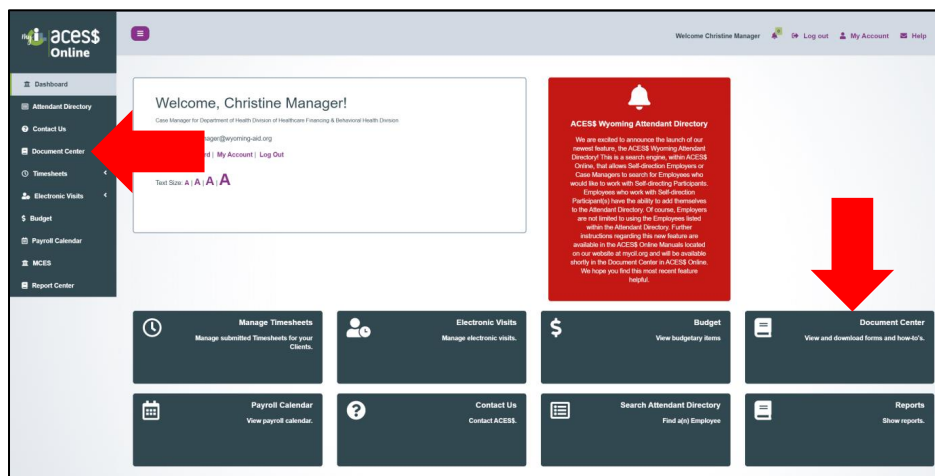 my
aces$
Online
Welcome Christine Manager
Log out
My Account
Help
Dashboard
Attendant Directory
Contact Us
Document Center
Timesheets
Electronic Visits
$ Budget
Payroll Calendar
MCES
Report Center
Welcome, Christine Manager!
Case Manager for Department of Health Division of Healthcare Financing & Behavioral Health Division
nager@wyoming-aid.org
rd | My Account | Log Out
Text Size: A | A | A | A
ACES$ Wyoming Attendant Directory
We are excited to announce the launch of our
newest feature, the ACES$ Wyoming Attendant
Directory! This is a search engine, within ACES$
Online, that allows Self-direction Employers or
Case Managers to search for Employees who
would like to work with Self-directing Participants.
Employees who work with Self-direction
Participant(s) have the ability to add themselves
to the Attendant Directory. Of course, Employers
are not limited to using the Employees listed
within the Attendant Directory. Further
instructions regarding this new feature are
available in the ACES$ Online Manuals located
on our website at mycil.org and will be available
shortly in the Document Center in ACES$ Online.
We hope you find this most recent feature
helpful.
Manage Timesheets
Manage submitted Timesheets for your
Clients.
Electronic Visits
Manage electronic visits.
$
Budget
View budgetary items
Document Center
View and download forms and how-to's.
Payroll Calendar
View payroll calendar.
Contact Us
Contact ACES$.
Search Attendant Directory
Find a(n) Employee
Reports
Show reports.